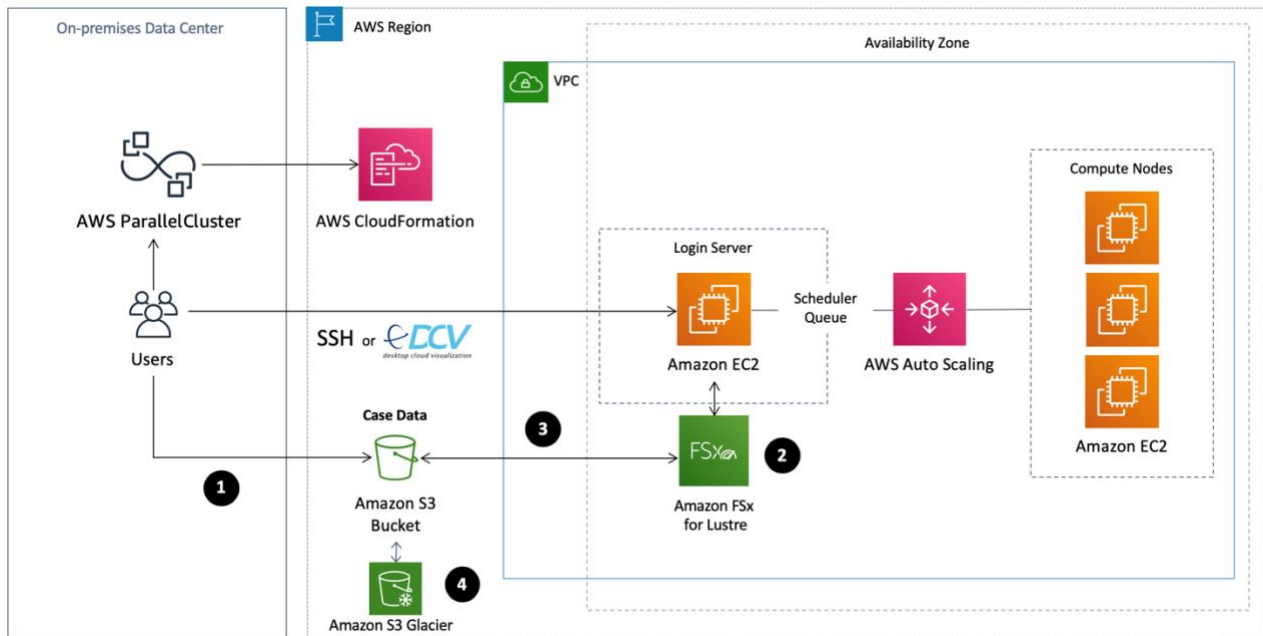 On-premises Data Center
AWS Region
Availability Zone
VPC
AWS ParallelCluster
AWS CloudFormation
Compute Nodes
Login Server
Scheduler
Queue
Users
SSH or DCV
desktop cloud visualization
Amazon EC2
AWS Auto Scaling
Amazon EC2
Case Data
3
FSx
2
1
Amazon S3
Bucket
Amazon FSx
for Lustre
4
Amazon S3 Glacier